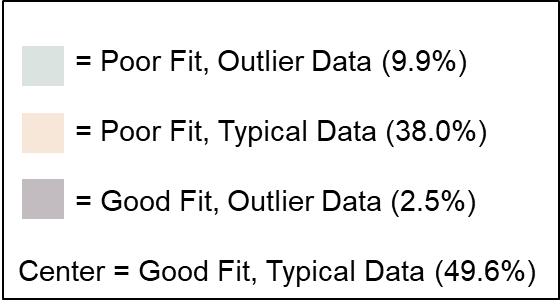 = Poor Fit, Outlier Data (9.9%)
= Poor Fit, Typical Data (38.0%)
= Good Fit, Outlier Data (2.5%)
Center = Good Fit, Typical Data (49.6%)